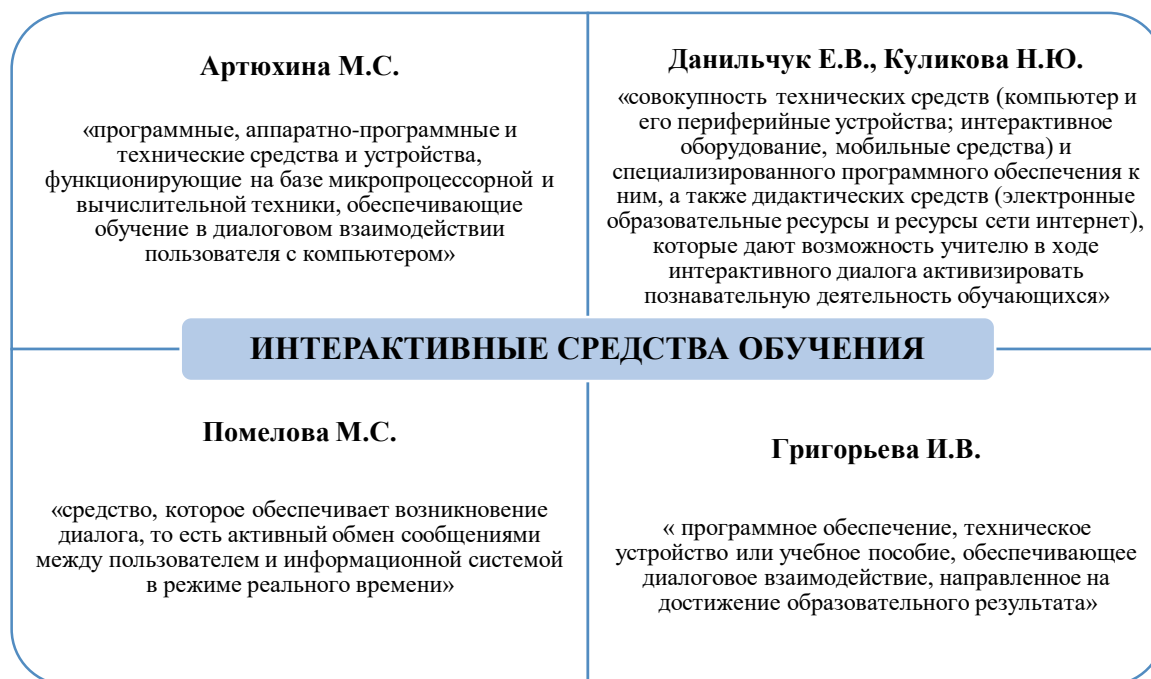 Артюхина М.С.
«программные, аппаратно-программные и
технические средства и устройства,
функционирующие на базе микропроцессорной и
вычислительной техники, обеспечивающие
обучение в диалоговом взаимодействии
пользователя с компьютером»
Данильчук Е.В., Куликова Н.Ю.
«совокупность технических средств (компьютер и
его периферийные устройства; интерактивное
оборудование, мобильные средства) и
специализированного программного обеспечения к
ним, а также дидактических средств (электронные
образовательные ресурсы и ресурсы сети интернет),
которые дают возможность учителю в ходе
интерактивного диалога активизировать
познавательную деятельность обучающихся»
ИНТЕРАКТИВНЫЕ СРЕДСТВА ОБУЧЕНИЯ
Помелова М.С.
«средство, которое обеспечивает возникновение
диалога, то есть активный обмен сообщениями
между пользователем и информационной системой
в режиме реального времени»
Григорьева И.В.
« программное обеспечение, техническое
устройство или учебное пособие, обеспечивающее
диалоговое взаимодействие, направленное на
достижение образовательного результата»